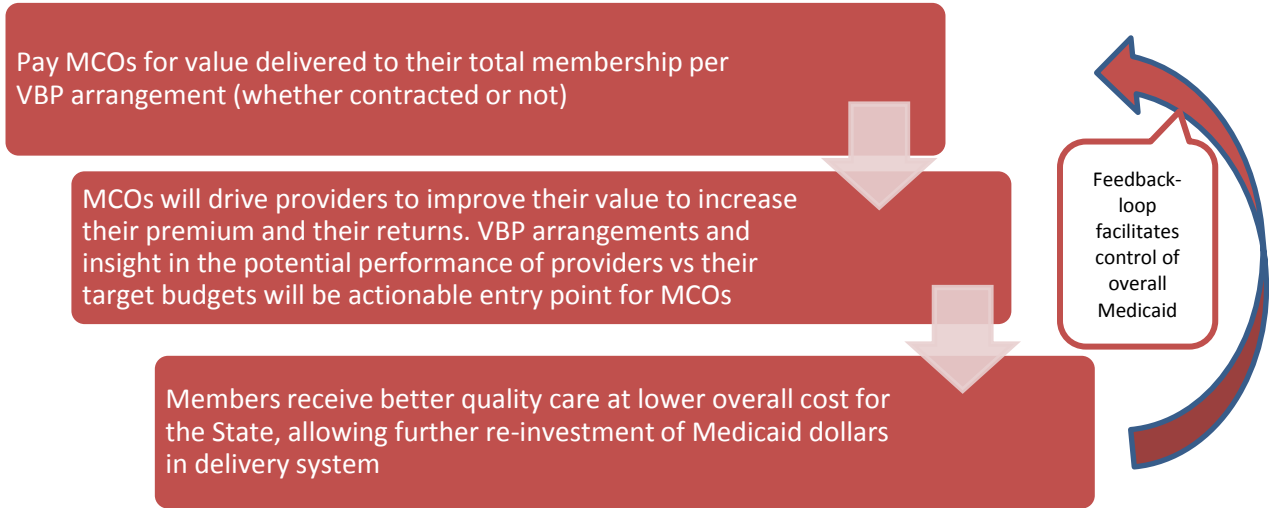 Pay MCOs for value delivered to their total membership per
VBP arrangement (whether contracted or not)
MCOs will drive providers to improve their value to increase
their premium and their returns. VBP arrangements and
insight in the potential performance of providers vs their
target budgets will be actionable entry point for MCOs
Members receive better quality care at lower overall cost for
the State, allowing further re-investment of Medicaid dollars
in delivery system
Feedback-
loop
facilitates
control of
overall
Medicaid